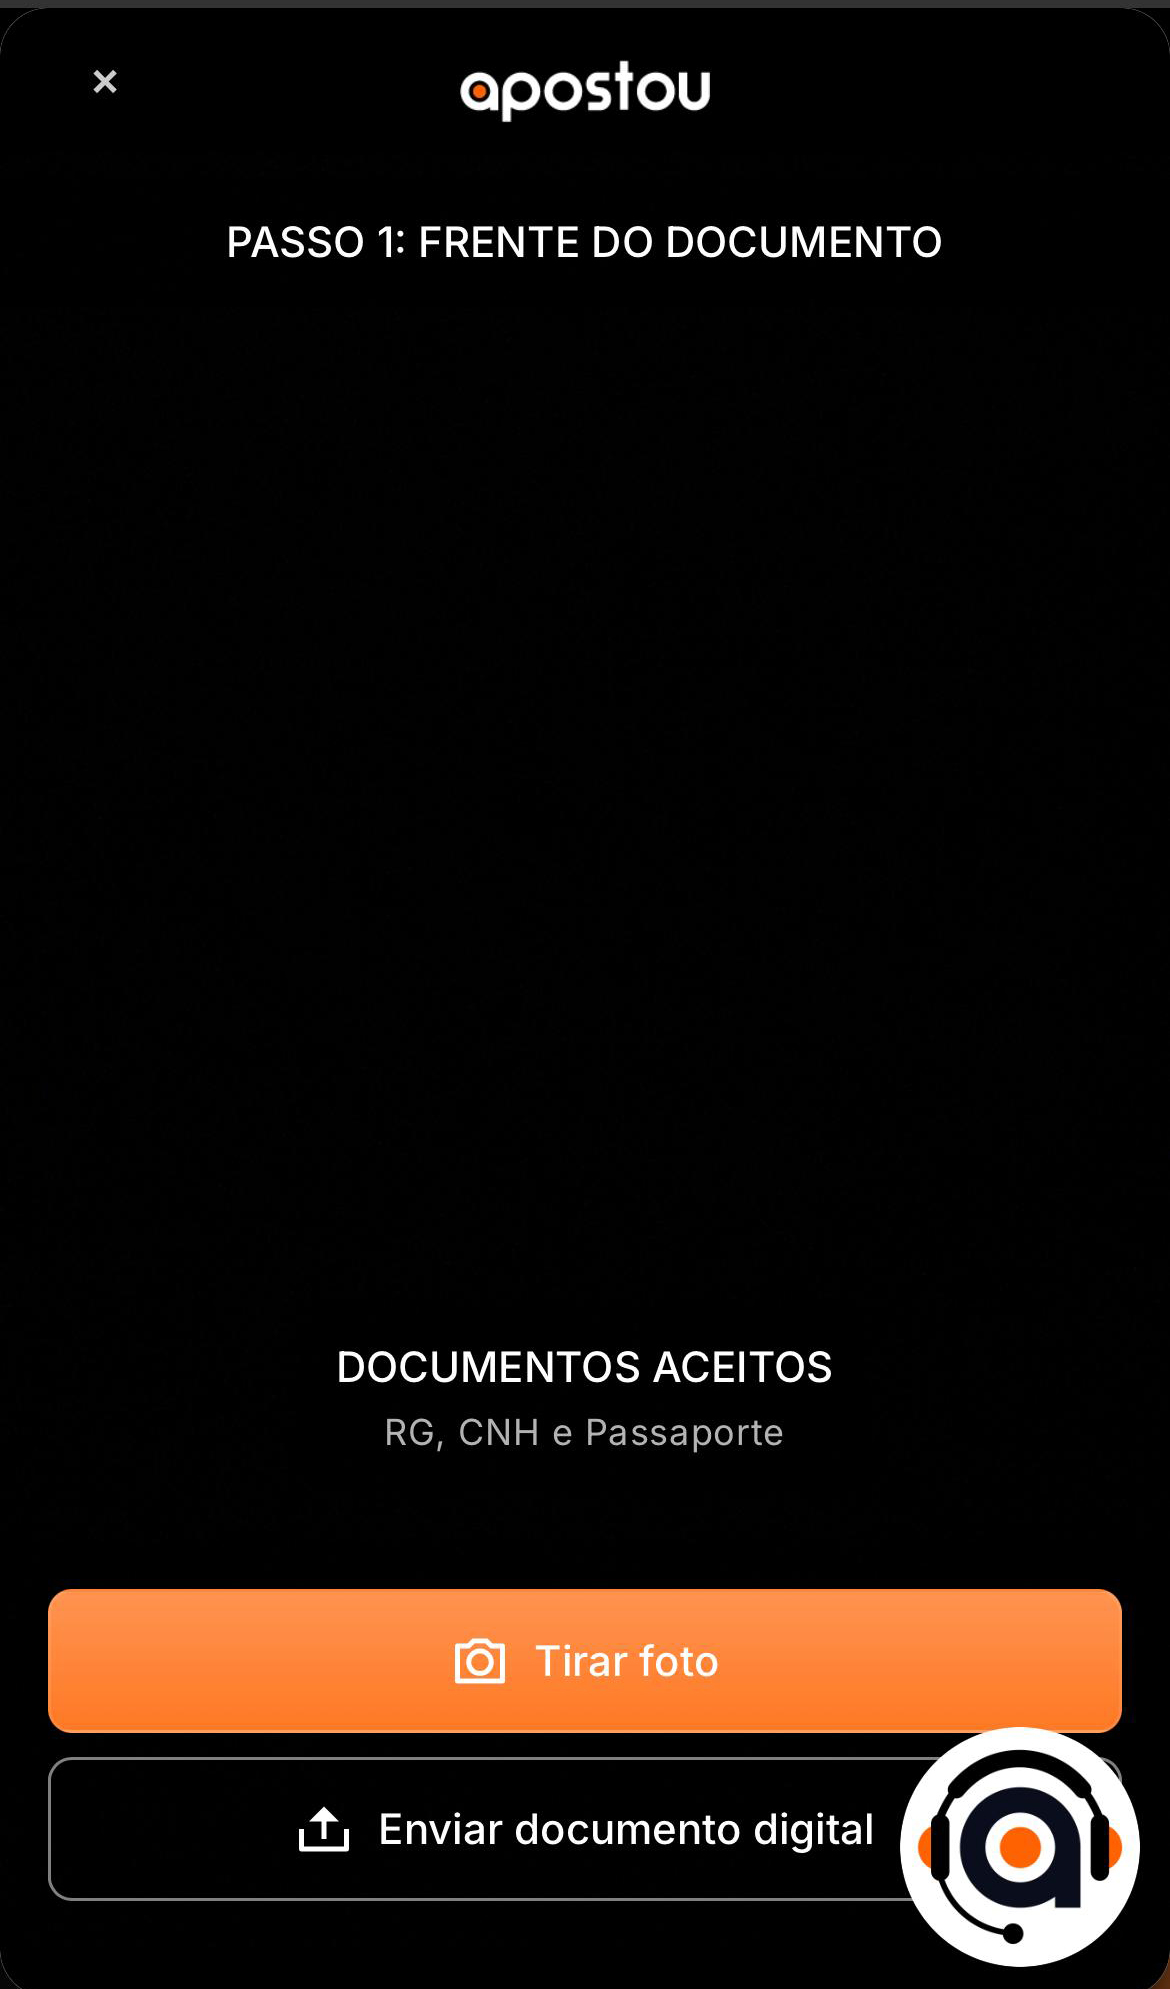 apostou
PASSO 1: FRENTE DO DOCUMENTO
DOCUMENTOS ACEITOS
RG, CNH e Passaporte
Tirar foto
Enviar documento digital